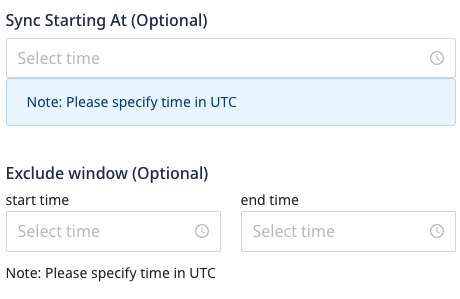 Sync Starting At (Optional)
Select time
Note: Please specify time in UTC
Exclude window (Optional)
start time end time
Select time Select time
Note: Please specify time in UTC